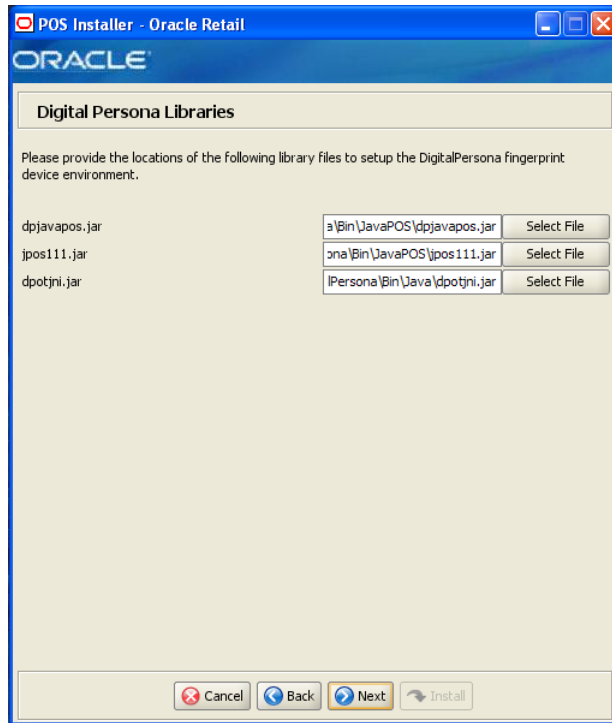 POS Installer - Oracle Retail
ORACLE
Digital Persona Libraries
Please provide the locations of the following library files to setup the DigitalPersona fingerprint
device environment.
dpjavapos.jar a\Bin\JavaPOS\dpjavapos.jar Select File
jpos111.jar ona\Bin\JavaPOS\jpos111.jar Select File
dpotjni.jar lPersona\Bin\Java\dpotjni.jar Select File
Cancel Back Next Install